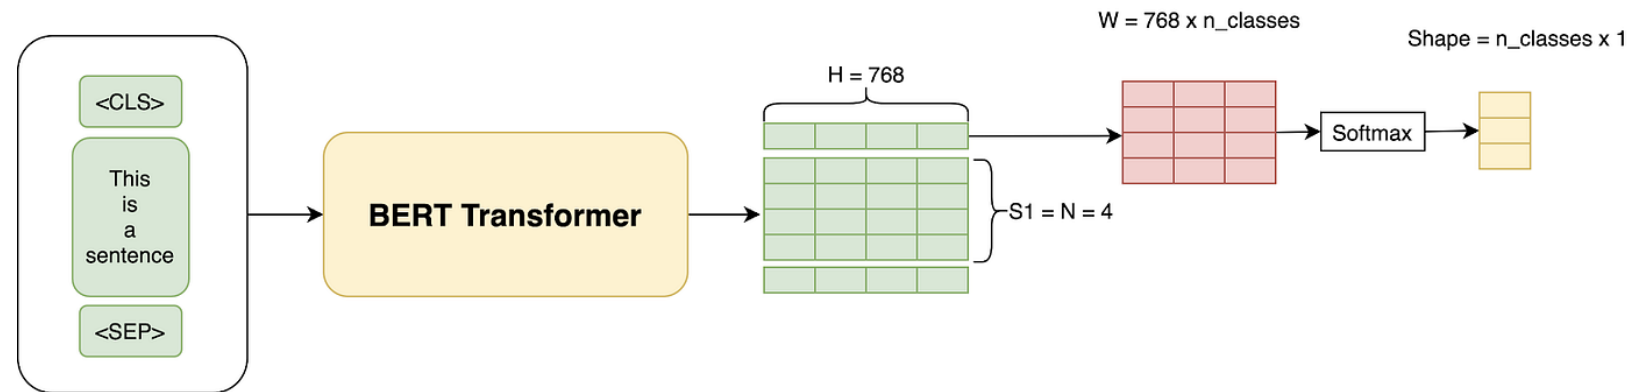 <CLS>
This
is
a
sentence
<SEP>
BERT Transformer
H = 768
S1 = N = 4
W = 768 x n_classes
Softmax
Shape = n_classes x 1